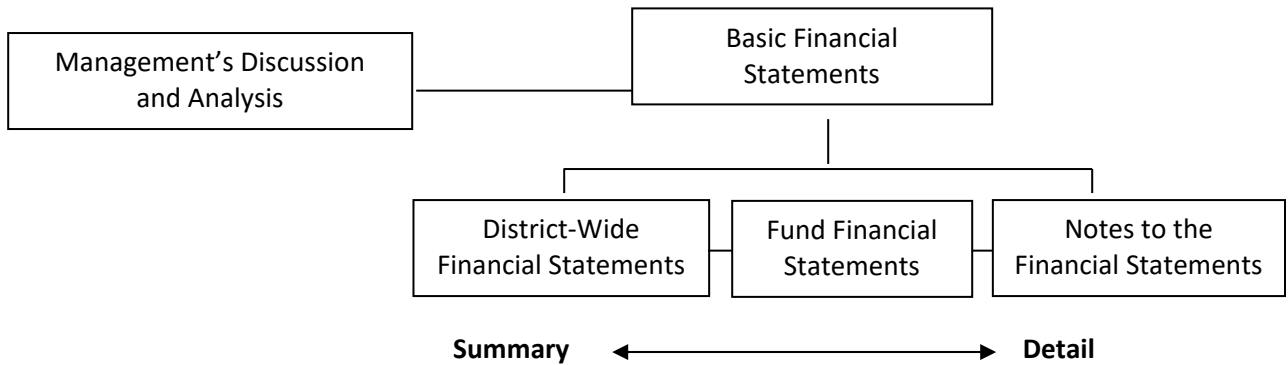 Management’s Discussion
and Analysis
Basic Financial
Statements
District-Wide
Financial Statements
Fund Financial
Statements
Notes to the
Financial Statements
Summary
Detail